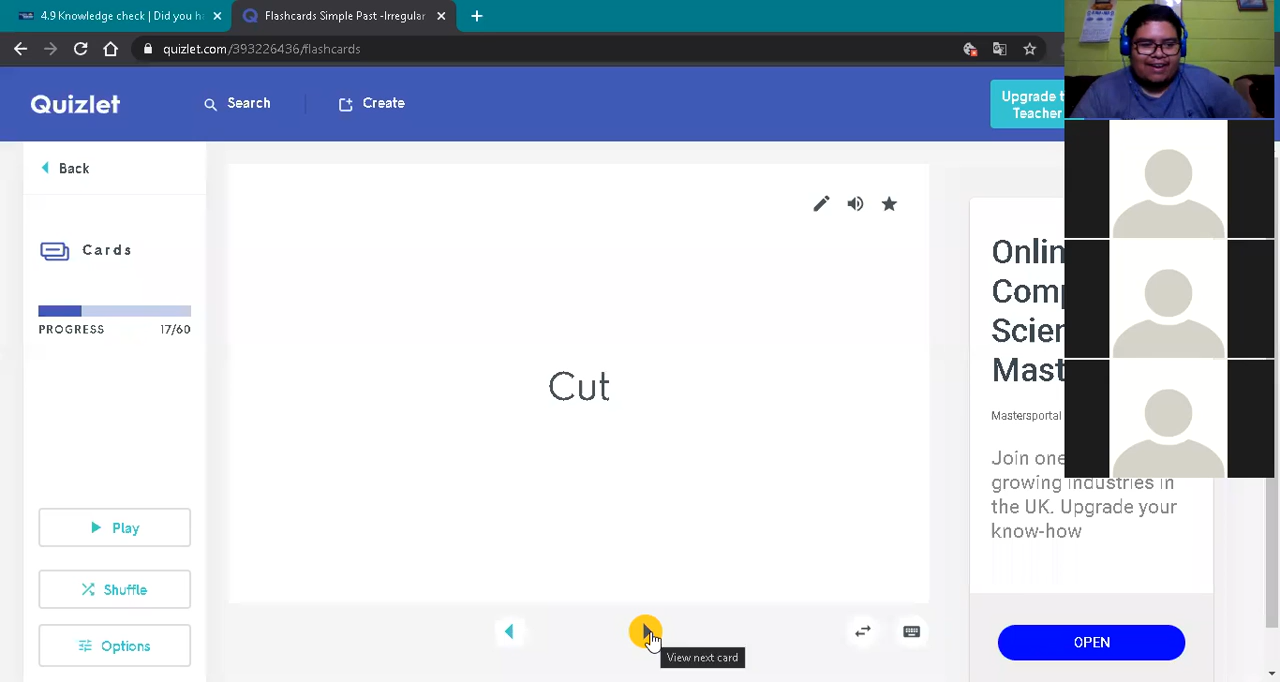 4.9 Knowledge check | Did you h
Flashcards Simple Past -Irregular
quizlet.com/393226436/flashcards
Quizlet
Search
Create
Upgrade t
Teacher
Back
Cards
PROGRESS 17/60
Play
Shuffle
Options
Cut
View next card
Onlin
Comp
Scien
Mast
Mastersportal
Join one
growing industries in
the UK. Upgrade your
know-how
OPEN